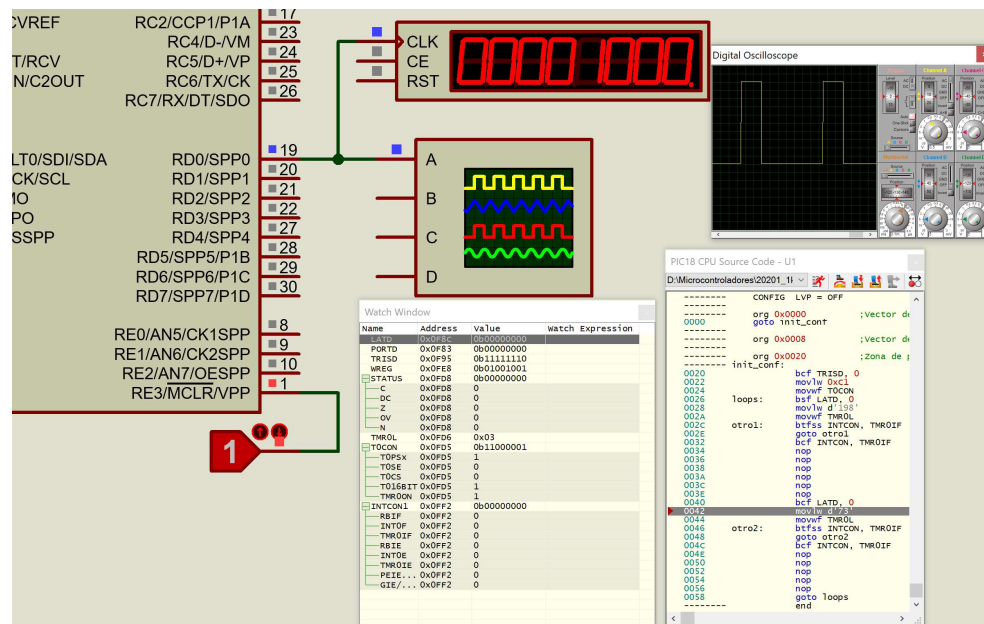 CVREF
RC2/CCP1/P1A
17
RC4/D-/VM
23
T/RCV
RC5/D+/VP
24
N/C2OUT
RC6/TX/CK
25
RC7/RX/DT/SDO
26
CLK
CE
RST
00001000.
LT0/SDI/SDA
RD0/SPP0
19
CK/SCL
RD1/SPP1
20
RD2/SPP2
21
PO
RD3/SPP3
22
SSPP
RD4/SPP4
27
RD5/SPP5/P1B
28
RD6/SPP6/P1C
29
RD7/SPP7/P1D
30
RE0/AN5/CK1SPP
8
RE1/AN6/CK2SPP
9
RE2/AN7/OESPP
10
RE3/MCLR/VPP
1
1
A
B
C
D
Digital Oscilloscope
Watch Window
Name Address Value Watch Expression
LATD 0x0F8C 0b00000000
PORTD 0x0F83 0b00000000
TRISD 0x0F95 0b11111110
WREG 0x0FE8 0b01001001
STATUS 0x0FD8 0b00000000
C 0x0FD8 0
DC 0x0FD8 0
Z 0x0FD8 0
OV 0x0FD8 0
N 0x0FD8 0
TMR0L 0x0FD6 0x03
T0CON 0x0FD5 0b11000001
T0PSx 0x0FD5 1
T0SE 0x0FD5 0
T0CS 0x0FD5 0
T016BIT 0x0FD5 1
TMR0ON 0x0FD5 1
INTCON1 0x0FF2 0b00000000
RBIF 0x0FF2 0
INT0F 0x0FF2 0
TMR0IF 0x0FF2 0
RBIE 0x0FF2 0
INT0E 0x0FF2 0
TMR0IE 0x0FF2 0
PEIE... 0x0FF2 0
GIE/... 0x0FF2 0
PIC18 CPU Source Code - U1
-------- CONFIG LVP = OFF
--------
-------- org 0x0000 ;Vector de
0000 goto init_conf
--------
-------- org 0x0008 ;Vector de
--------
-------- org 0x0020 ;Zona de p
-------- init_conf:
0020 bcf TRISD, 0
0022 movlw 0xc1
0024 movwf T0CON
0026 loops: bsf LATD, 0
0028 movlw d'198'
002A movwf TMR0L
002C otro1: btfss INTCON, TMR0IF
002E goto otro1
0032 bcf INTCON, TMR0IF
0034 nop
0036 nop
0038 nop
003A nop
003C nop
003E nop
0040 bcf LATD, 0
0042 movlw d'73'
0044 movwf TMR0L
0046 otro2: btfss INTCON, TMR0IF
0048 goto otro2
004C bcf INTCON, TMR0IF
004E nop
0050 nop
0052 nop
0054 nop
0056 nop
0058 goto loops
-------- end